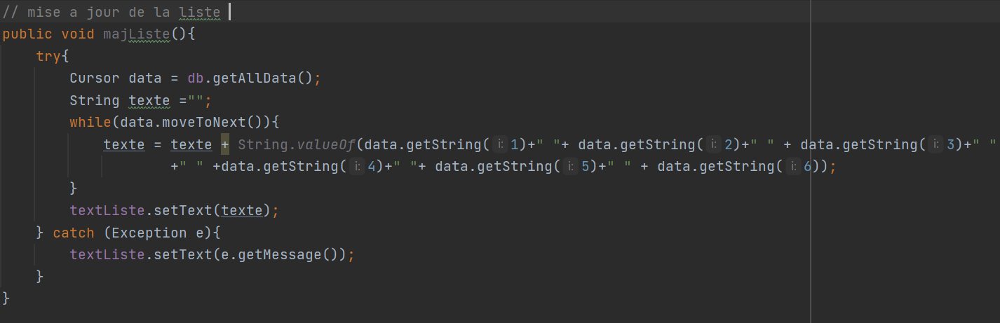 // mise a jour de la liste
public void majListe(){
try{
Cursor data = db.getAllData();
String texte ="";
while(data.moveToNext()){
texte = texte + String.valueOf(data.getString( i: 1)+" "+ data.getString( i: 2)+" " + data.getString( i: 3)+" "
+" " +data.getString( i: 4)+" "+ data.getString( i: 5)+" " + data.getString( i: 6));
}
textListe.setText(texte);
} catch (Exception e){
textListe.setText(e.getMessage());
}
}